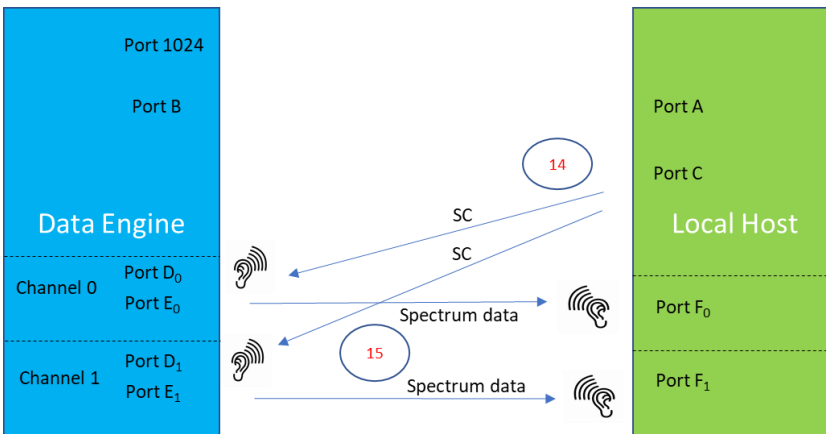 Port 1024
Port B
Port A
14
Port C
SC
Data Engine
Local Host
SC
Port D₀
Channel 0
Port E₀
Spectrum data
Port F₀
15
Port D₁
Channel 1
Port E₁
Spectrum data
Port F₁